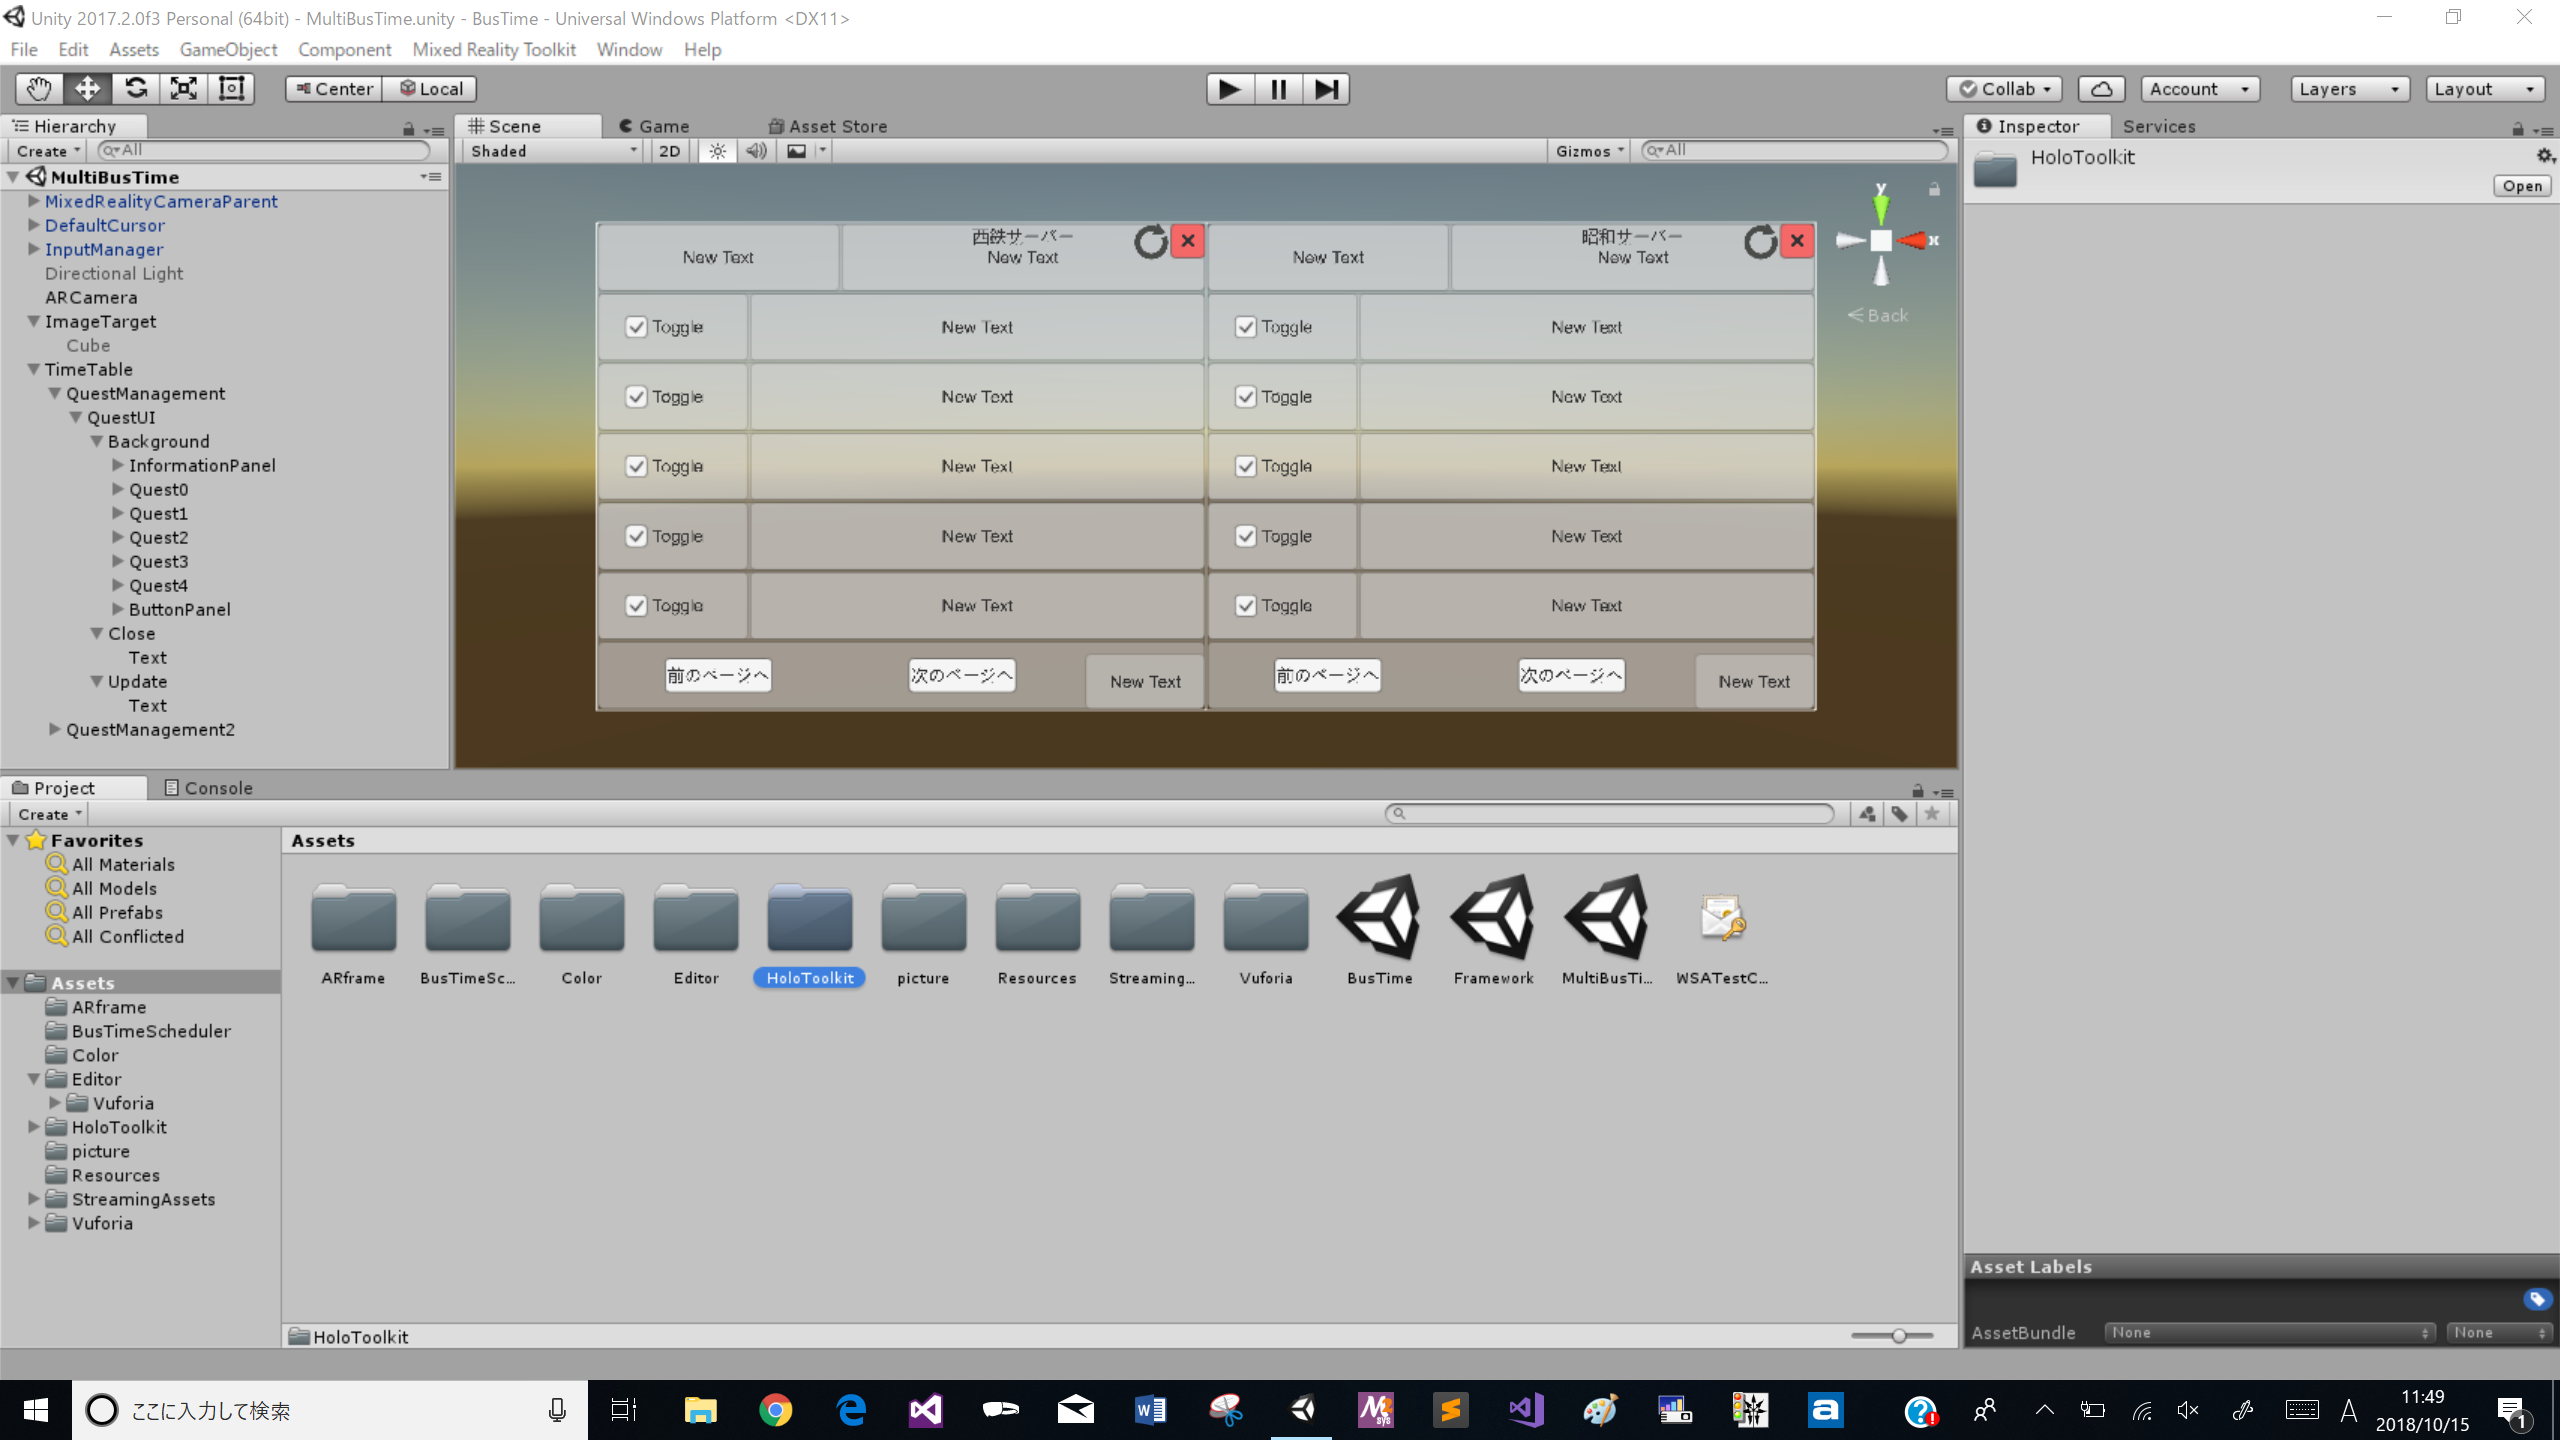 Unity 2017.2.0f3 Personal (64bit) - MultiBusTime.unity - BusTime - Universal Windows Platform <DX11>
File Edit Assets GameObject Component Mixed Reality Toolkit Window Help
Center Local Collab Account Layers Layout
Hierarchy
Create All
MultiBusTime
MixedRealityCameraParent
DefaultCursor
InputManager
Directional Light
ARCamera
ImageTarget
Cube
TimeTable
QuestManagement
QuestUI
Background
InformationPanel
Quest0
Quest1
Quest2
Quest3
Quest4
ButtonPanel
Close
Text
Update
Text
QuestManagement2
Scene Game Asset Store
Shaded 2D Gizmos All
y
x
Back
New Text 西鉄サーバー New Text
New Text 昭和サーバー New Text
Toggle New Text Toggle New Text
Toggle New Text Toggle New Text
Toggle New Text Toggle New Text
Toggle New Text Toggle New Text
Toggle New Text Toggle New Text
前のページへ 次のページへ New Text 前のページへ 次のページへ New Text
Inspector Services
HoloToolkit
Open
Project Console
Create
Favorites
All Materials
All Models
All Prefabs
All Conflicted
Assets
ARframe
BusTimeScheduler
Color
Editor
Vuforia
HoloToolkit
picture
Resources
StreamingAssets
Vuforia
Assets
ARframe BusTimeSc... Color Editor HoloToolkit picture Resources Streaming... Vuforia BusTime Framework MultiBusTi... WSATestC...
HoloToolkit
Asset Labels
AssetBundle None None
ここに入力して検索
A
11:49
2018/10/15
1